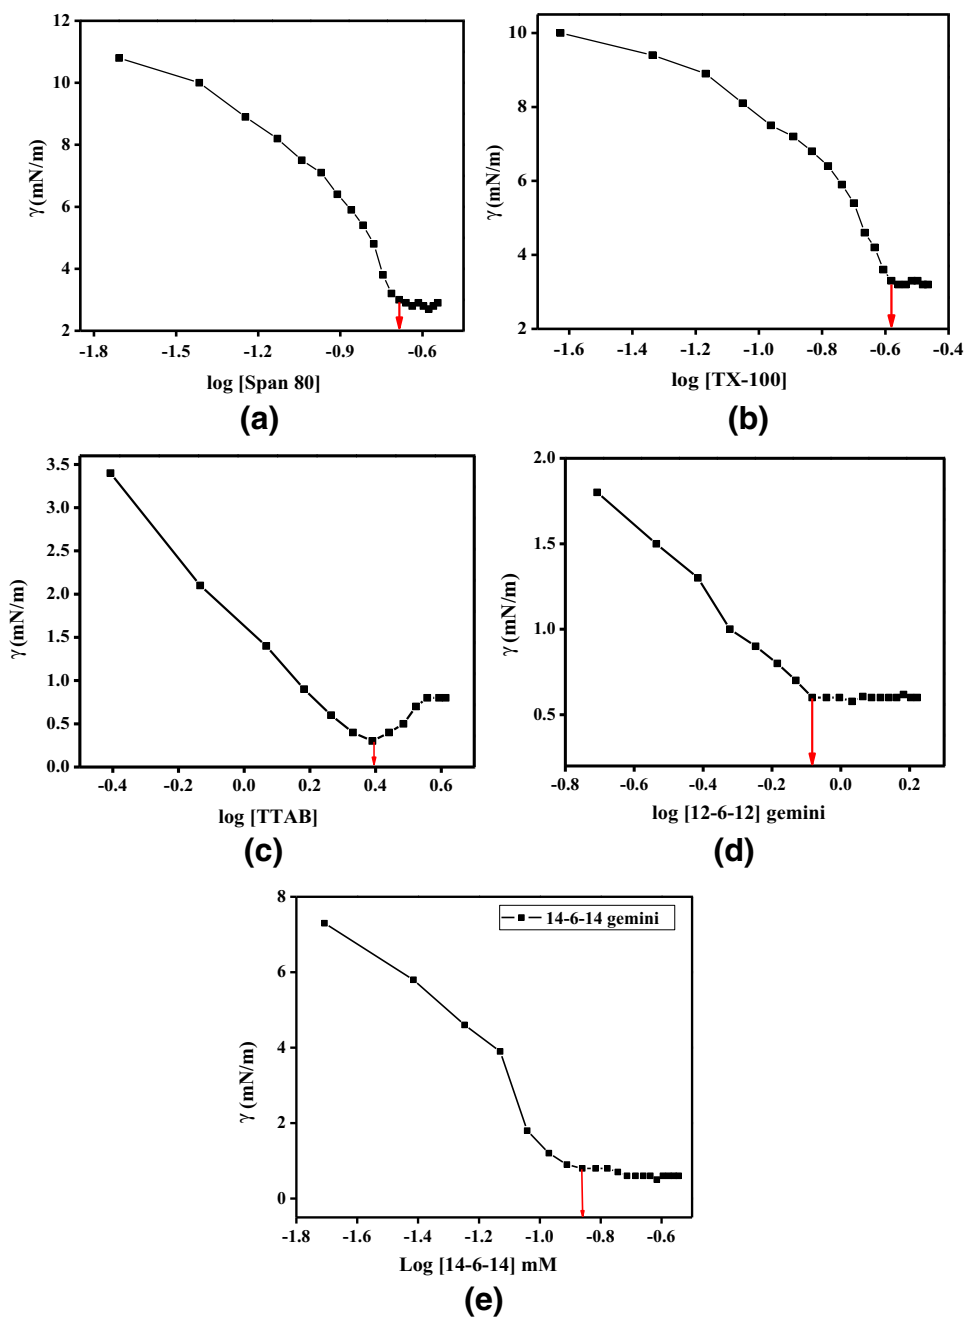 12
10
8
6
4
2
γ (mN/m)
-1.8 -1.5 -1.2 -0.9 -0.6
log [Span 80]
(a)
10
8
6
4
2
γ (mN/m)
-1.6 -1.4 -1.2 -1.0 -0.8 -0.6 -0.4
log [TX-100]
(b)
3.5
3.0
2.5
2.0
1.5
1.0
0.5
0.0
γ (mN/m)
-0.4 -0.2 0.0 0.2 0.4 0.6
log [TTAB]
(c)
2.0
1.5
1.0
0.5
γ (mN/m)
-0.8 -0.6 -0.4 -0.2 0.0 0.2
log [12-6-12] gemini
(d)
8
6
4
2
0
γ (mN/m)
14-6-14 gemini
-1.8 -1.6 -1.4 -1.2 -1.0 -0.8 -0.6
Log [14-6-14] mM
(e)